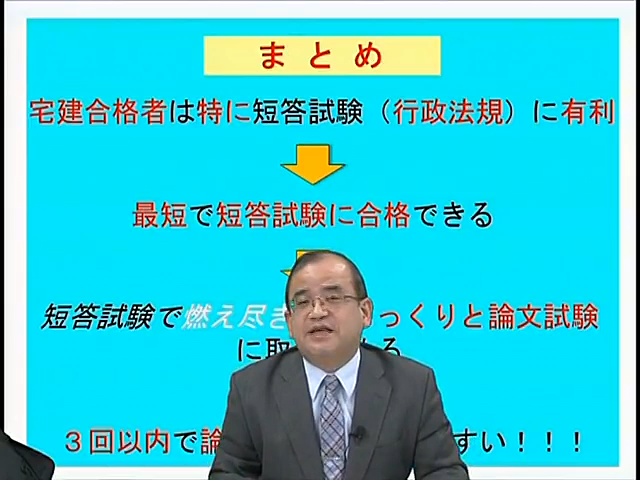 まとめ
宅建合格者は特に短答試験（行政法規）に有利
最短で短答試験に合格できる
短答試験で燃え尽き っくりと論文試験
に取 る
３回以内で論 すい！！！